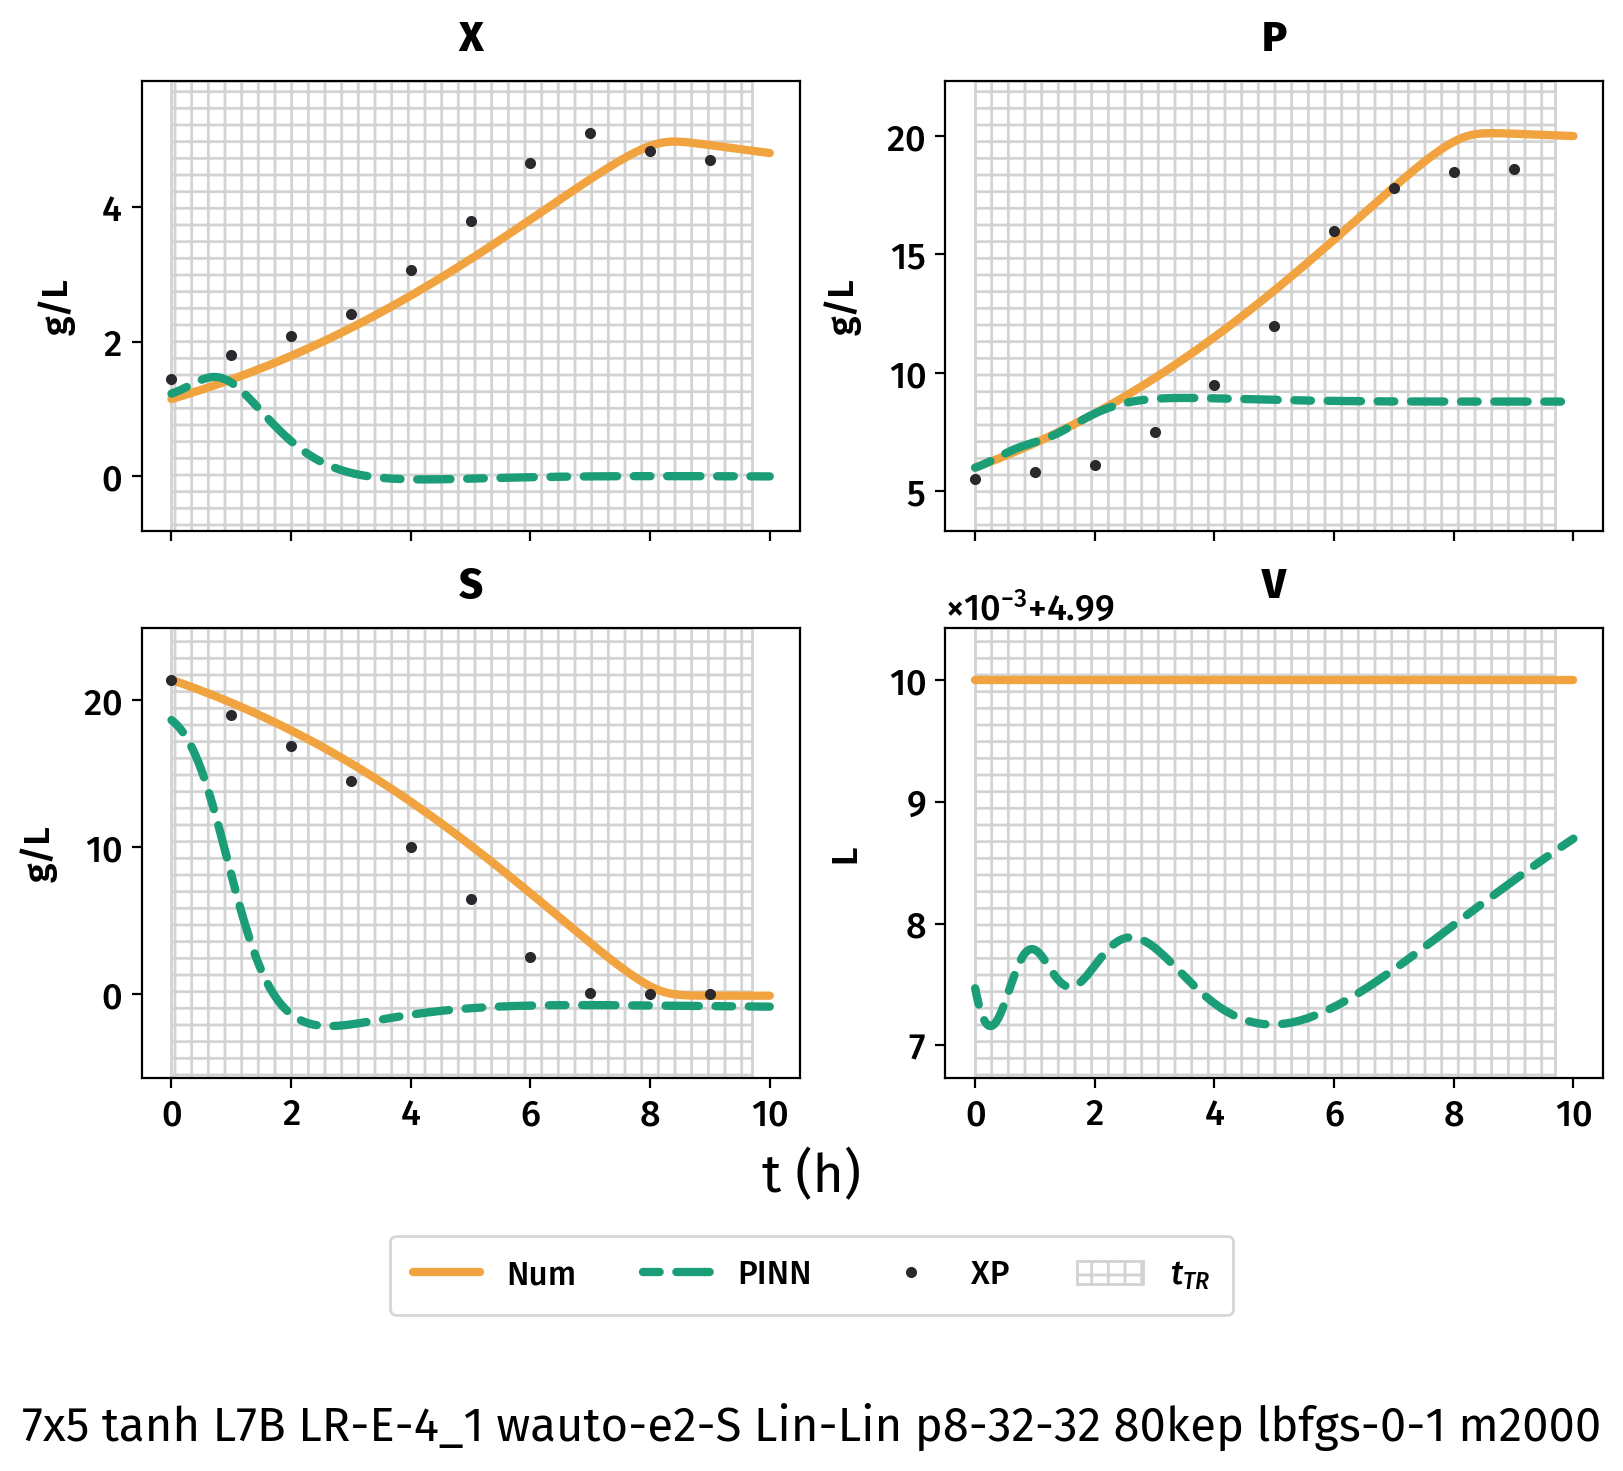 X
P
g/L
4
2
0
g/L
20
15
10
5
S
V
×10⁻³+4.99
g/L
20
10
0
L
10
9
8
7
0 2 4 6 8 10
0 2 4 6 8 10
t (h)
Num PINN XP t_TR
7x5 tanh L7B LR-E-4_1 wauto-e2-S Lin-Lin p8-32-32 80kep lbfgs-0-1 m2000